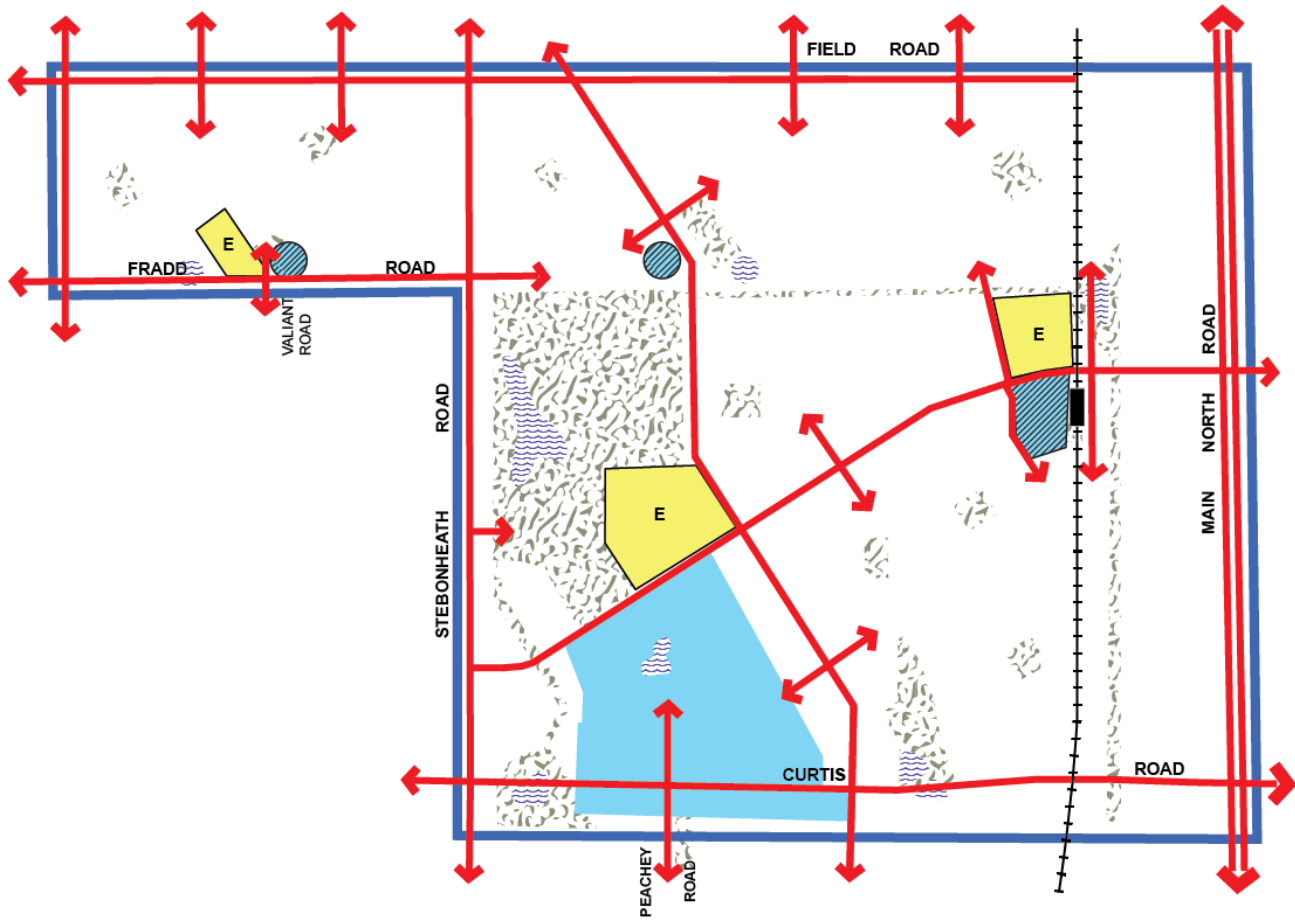 FIELD ROAD
E
FRADD ROAD
VALIANT
ROAD
E
STEBONHEATH ROAD
MAIN NORTH ROAD
E
CURTIS ROAD
PEACHEY
ROAD